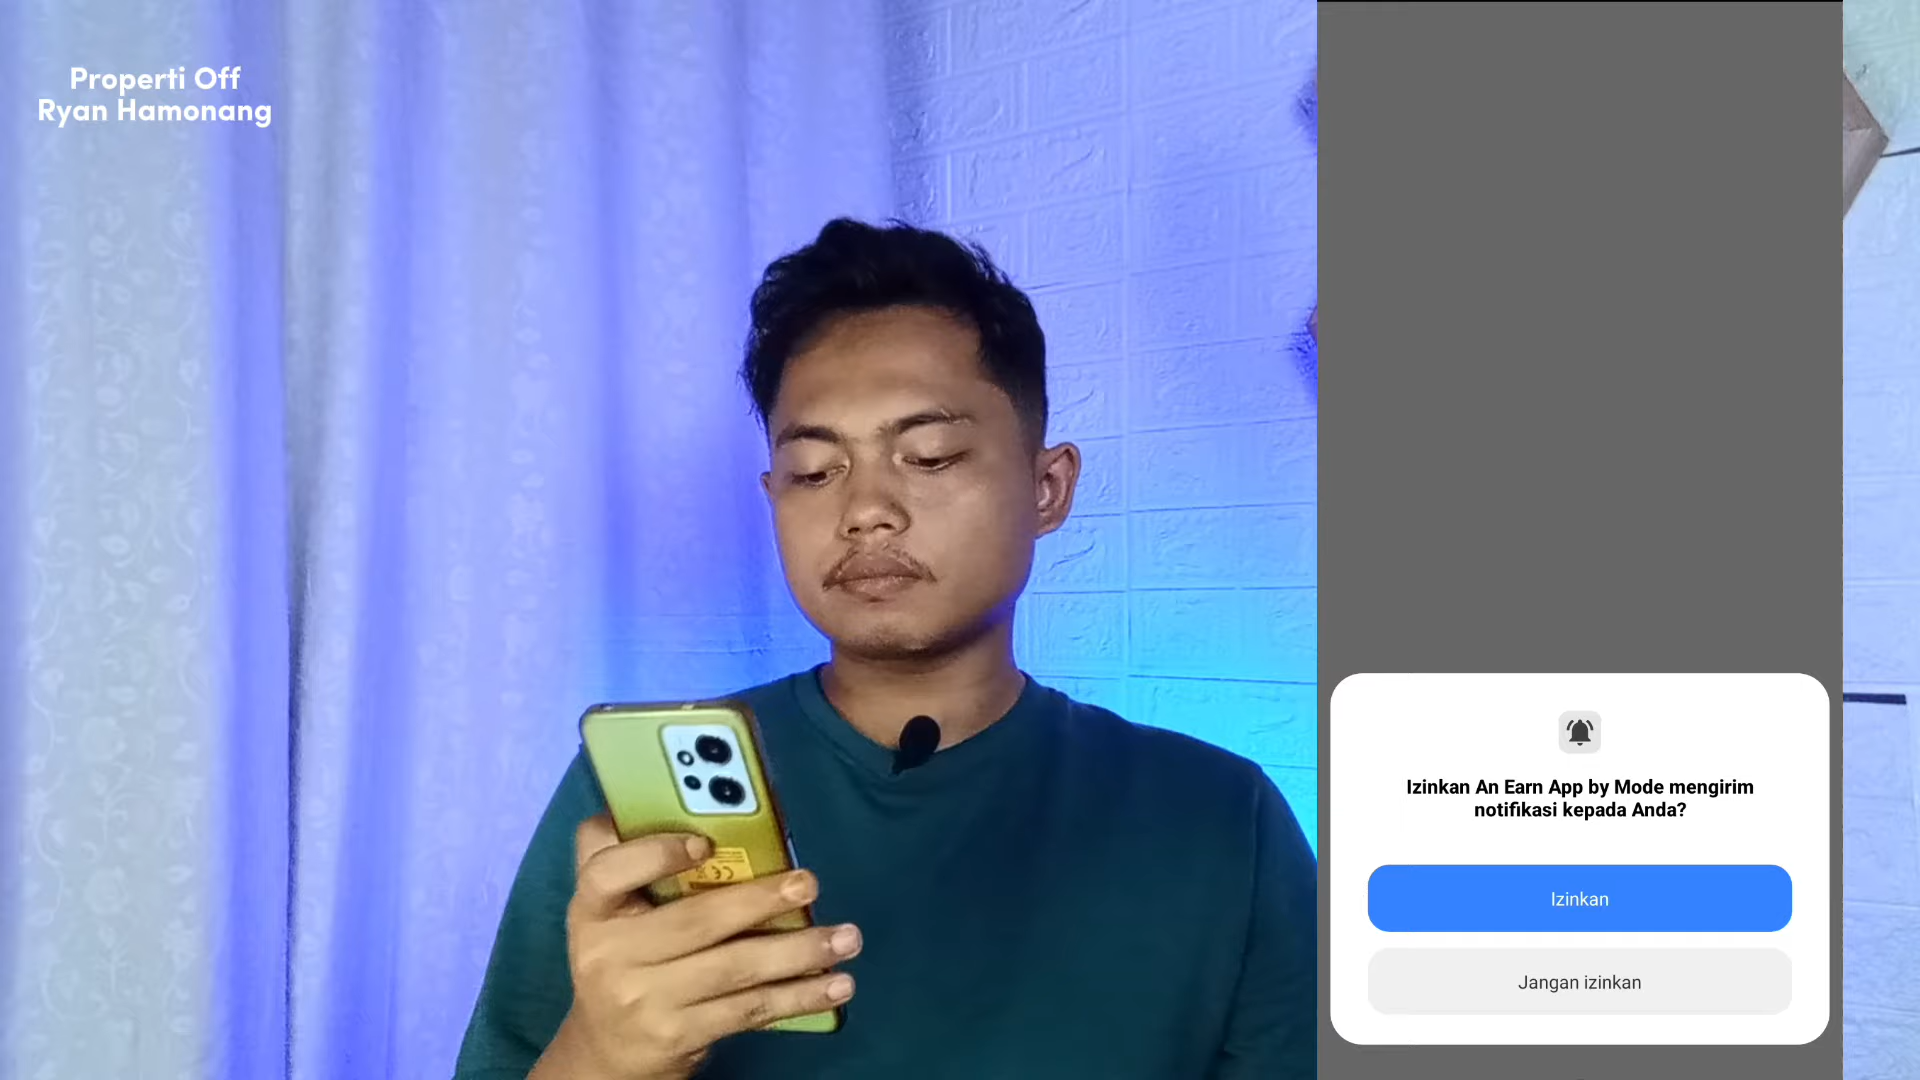 Properti Off
Ryan Hamonang
Izinkan An Earn App by Mode mengirim
notifikasi kepada Anda?
Izinkan
Jangan izinkan